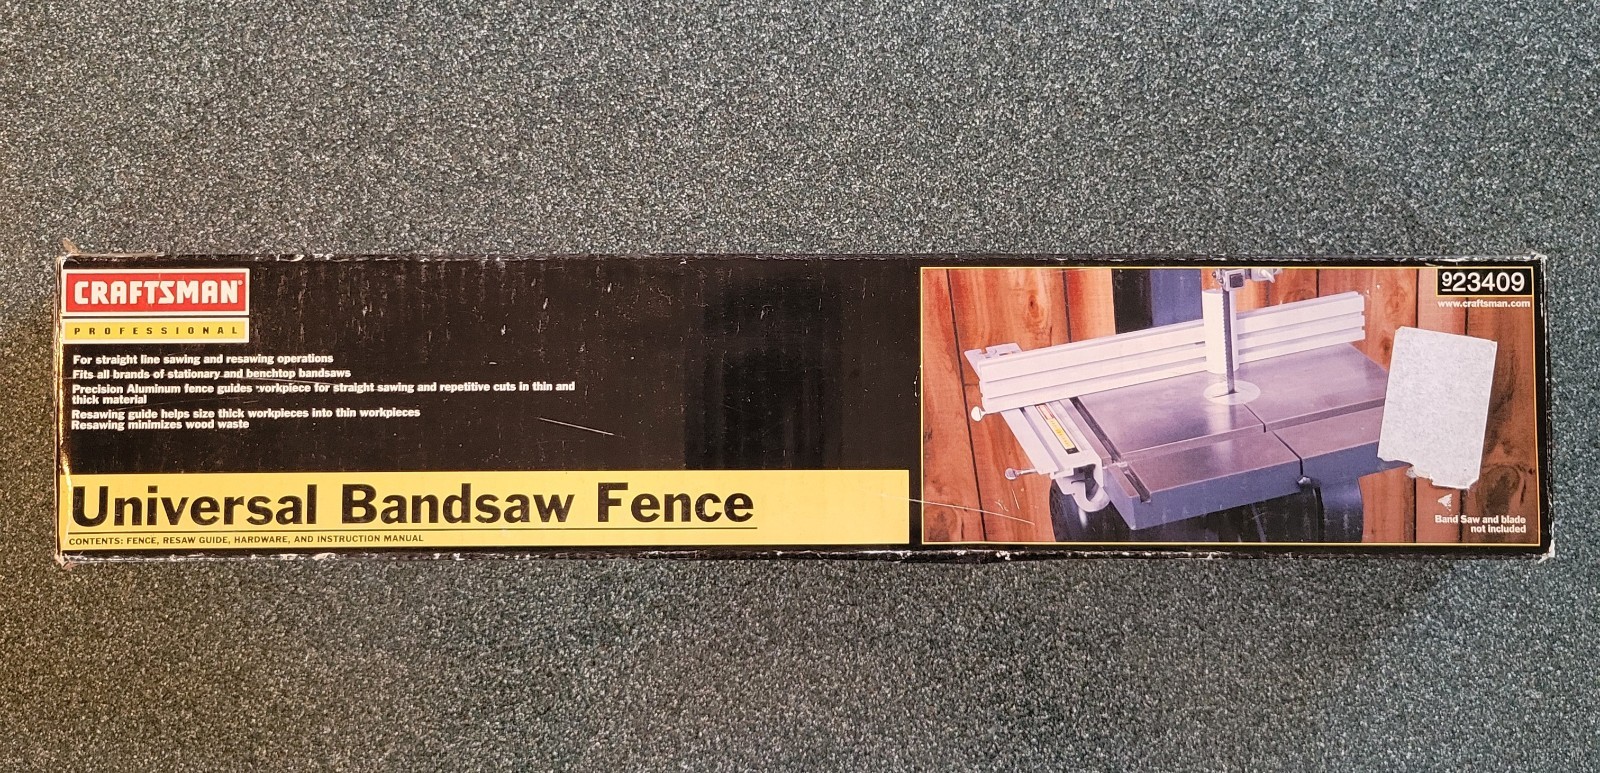 CRAFTSMAN
PROFESSIONAL
For straight line sawing and resawing operations
Fits all brands of stationary and benchtop bandsaws
Precision Aluminum fence guides workpiece for straight sawing and repetitive cuts in thin and
thick material
Resawing guide helps size thick workpieces into thin workpieces
Resawing minimizes wood waste
Universal Bandsaw Fence
CONTENTS: FENCE, RESAW GUIDE, HARDWARE, AND INSTRUCTION MANUAL
923409
www.craftsman.com
Band Saw and blade
not included